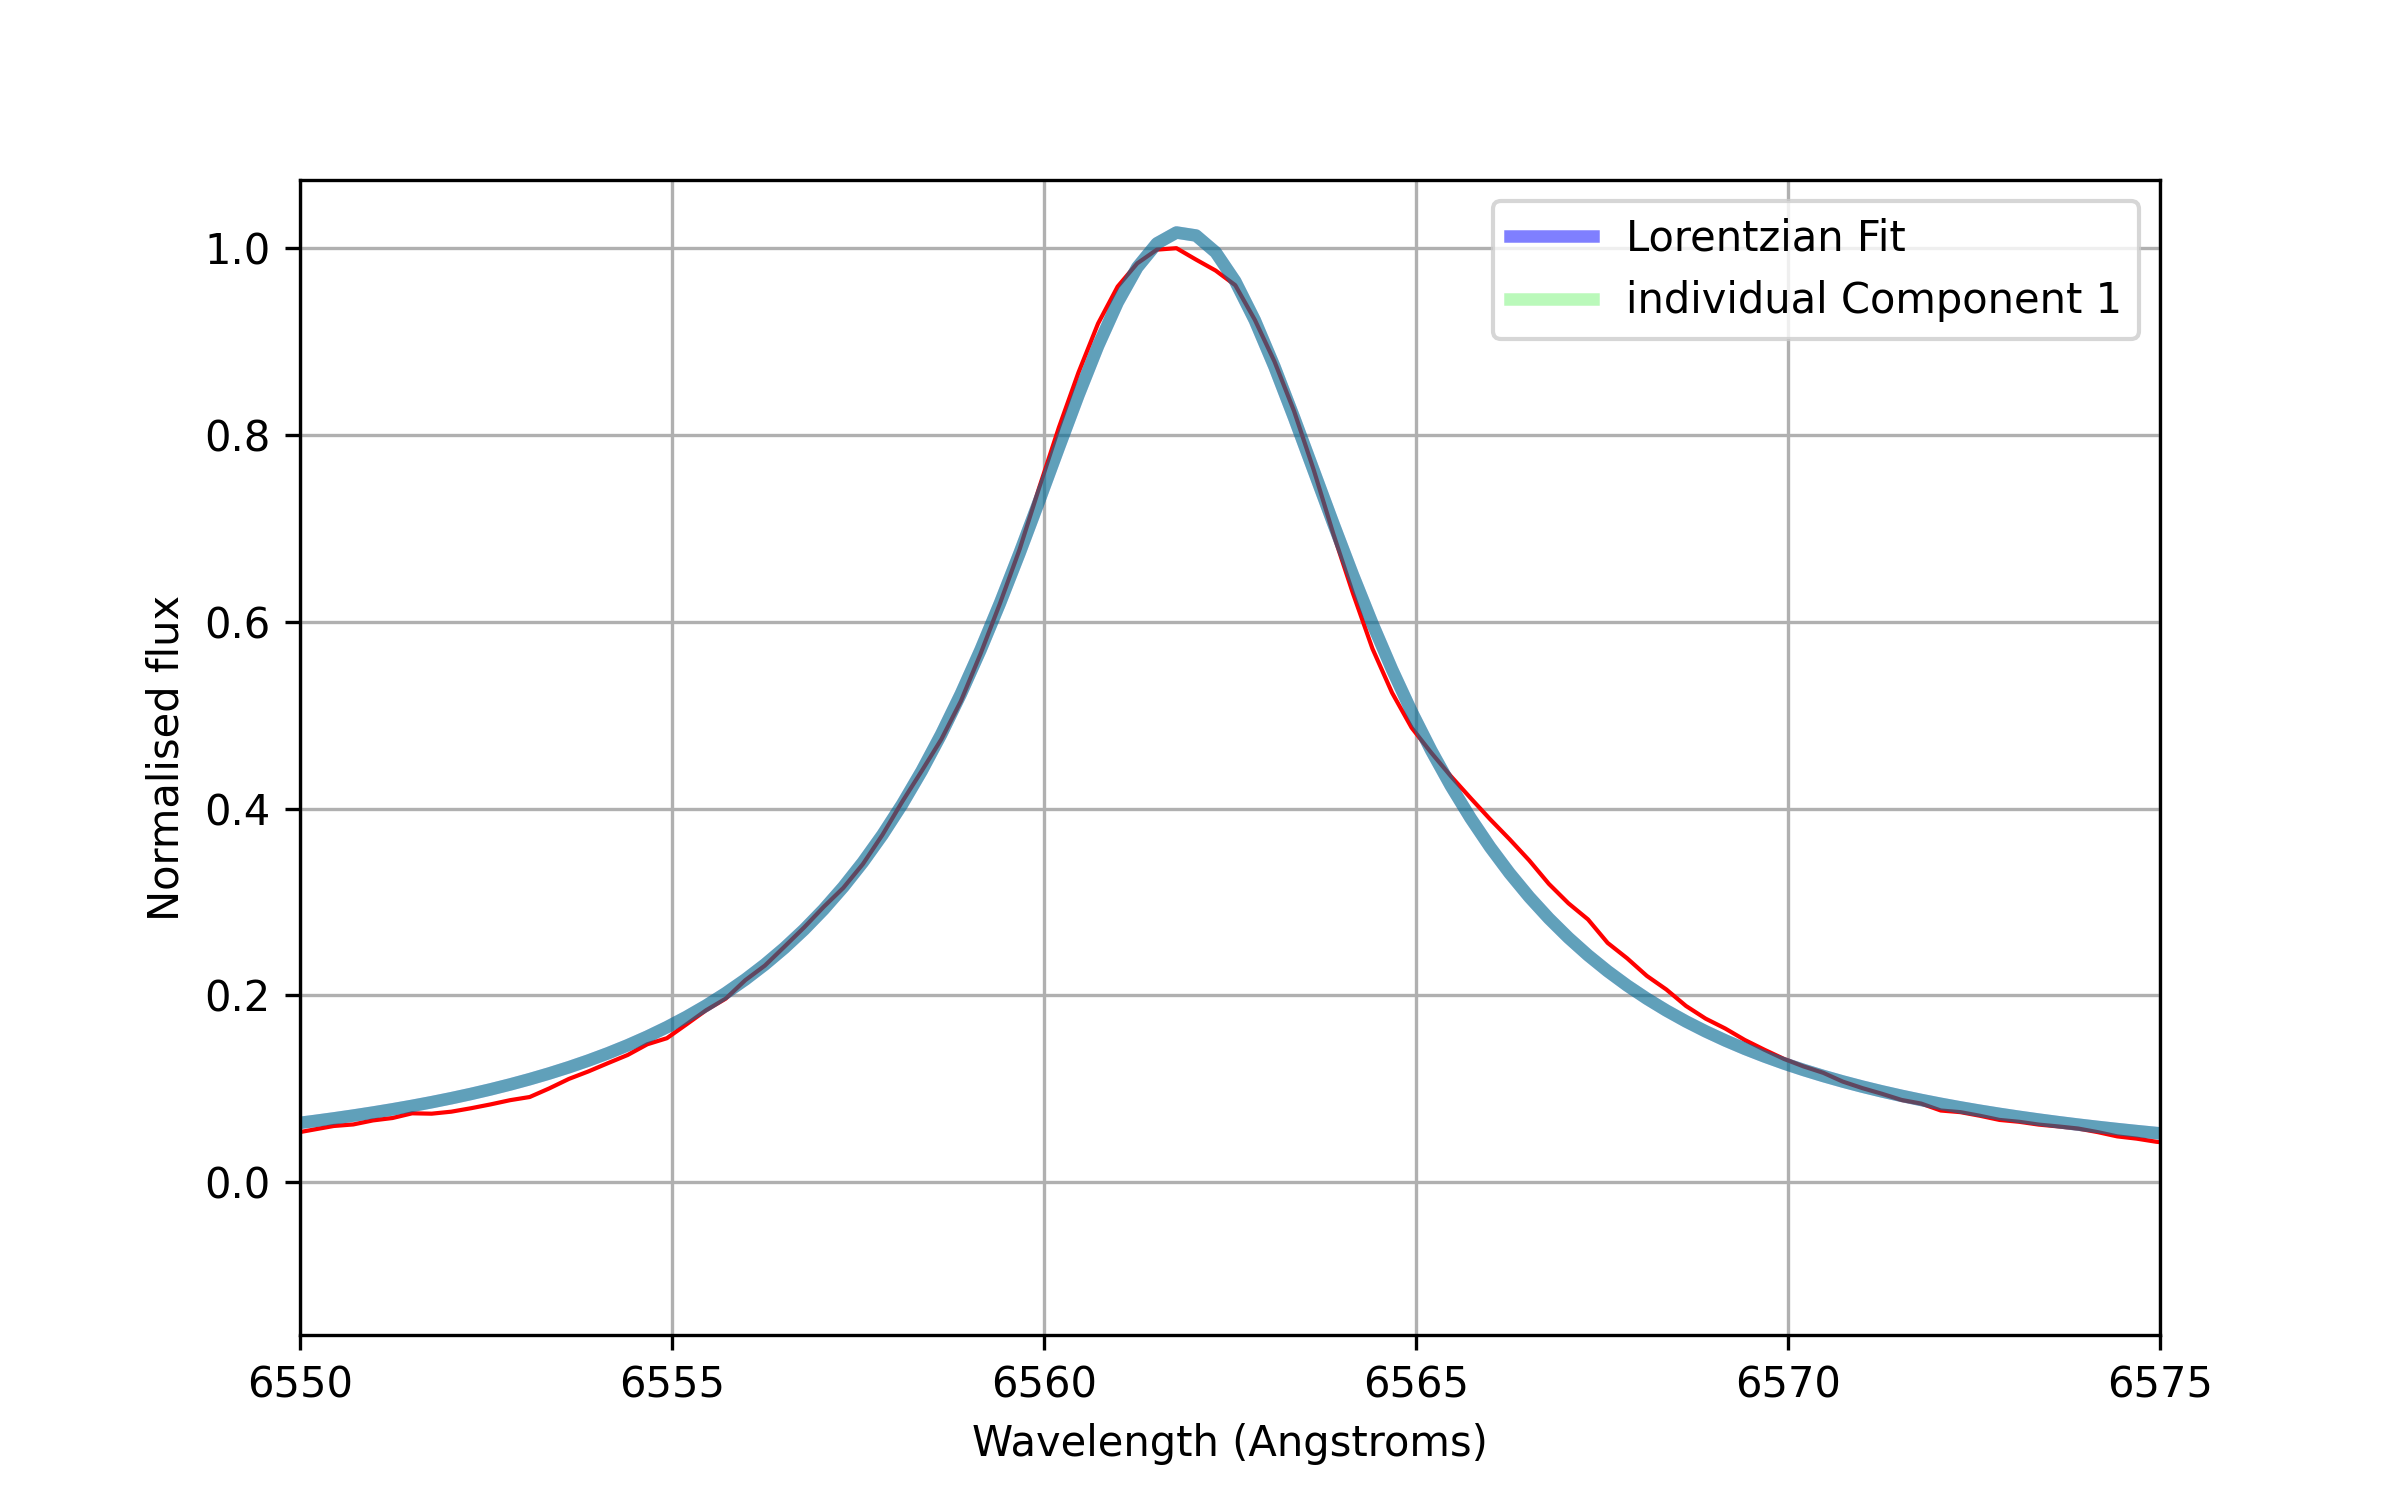 Lorentzian Fit
individual Component 1
1.0
0.8
0.6
0.4
0.2
0.0
Normalised flux
6550 6555 6560 6565 6570 6575
Wavelength (Angstroms)